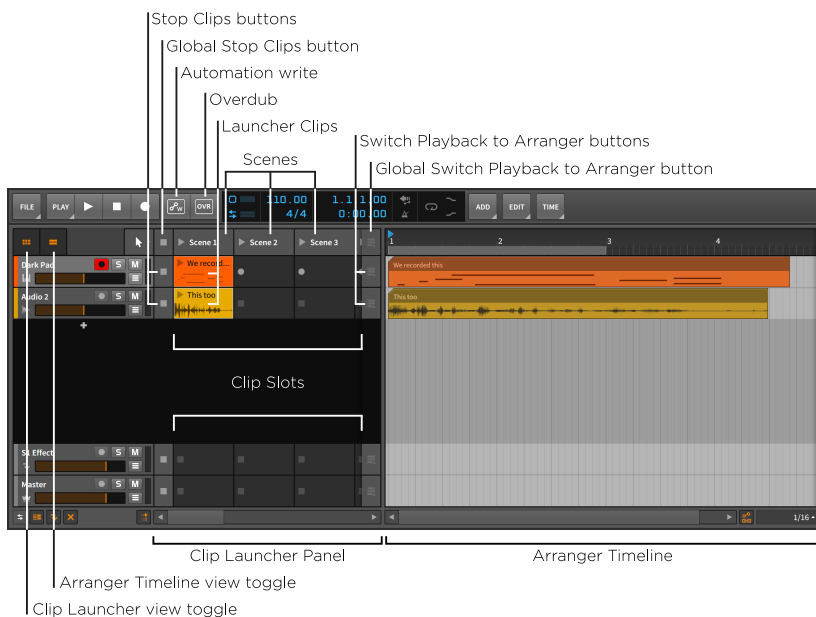 Stop Clips buttons
Global Stop Clips button
Automation write
Overdub
Launcher Clips
Switch Playback to Arranger buttons
Scenes
Global Switch Playback to Arranger button
FILE PLAY W OVR 110.00 4/4 1.1.1.00 0:00.00 ADD EDIT TIME
Scene 1 Scene 2 Scene 3 1 2 3 4
Dark Pad S M We record... We recorded this
Audio 2 S M This too This too
Clip Slots
S1 Effect S M
Master S M
1/16
Clip Launcher Panel Arranger Timeline
Arranger Timeline view toggle
Clip Launcher view toggle